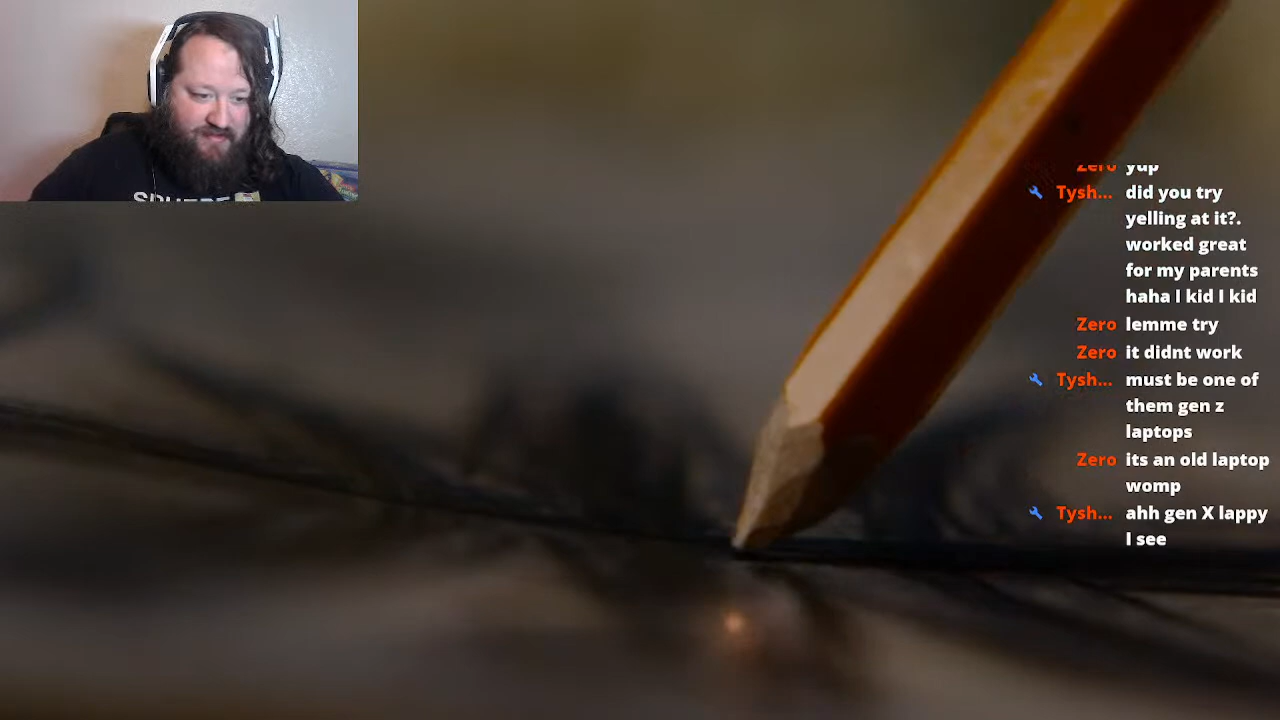 SPHERE
Zero yup
Tysh... did you try
yelling at it?.
worked great
for my parents
haha I kid I kid
Zero lemme try
Zero it didnt work
Tysh... must be one of
them gen z
laptops
Zero its an old laptop
womp
Tysh... ahh gen X lappy
I see